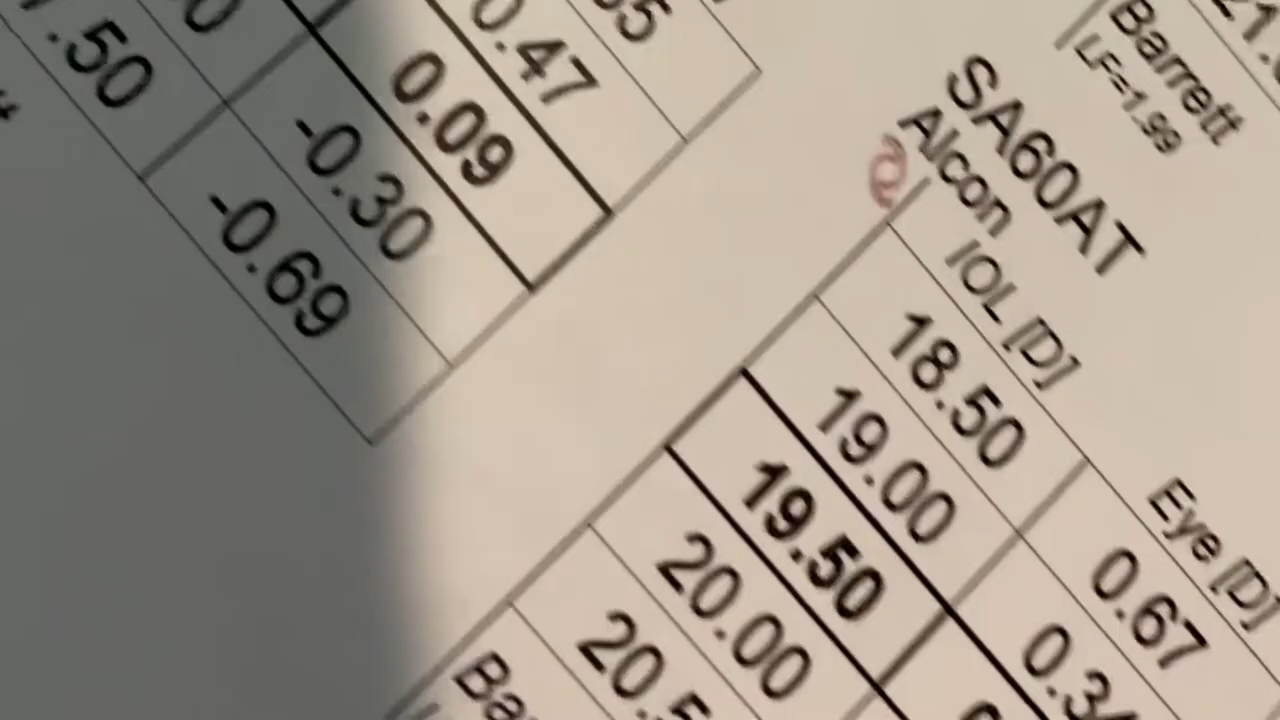 0.47
0.09
-0.30
.50
-0.69
Barrett
LF=1.99
SA60AT
Alcon
IOL [D] Eye [D]
18.50 0.67
19.00
19.50
20.00